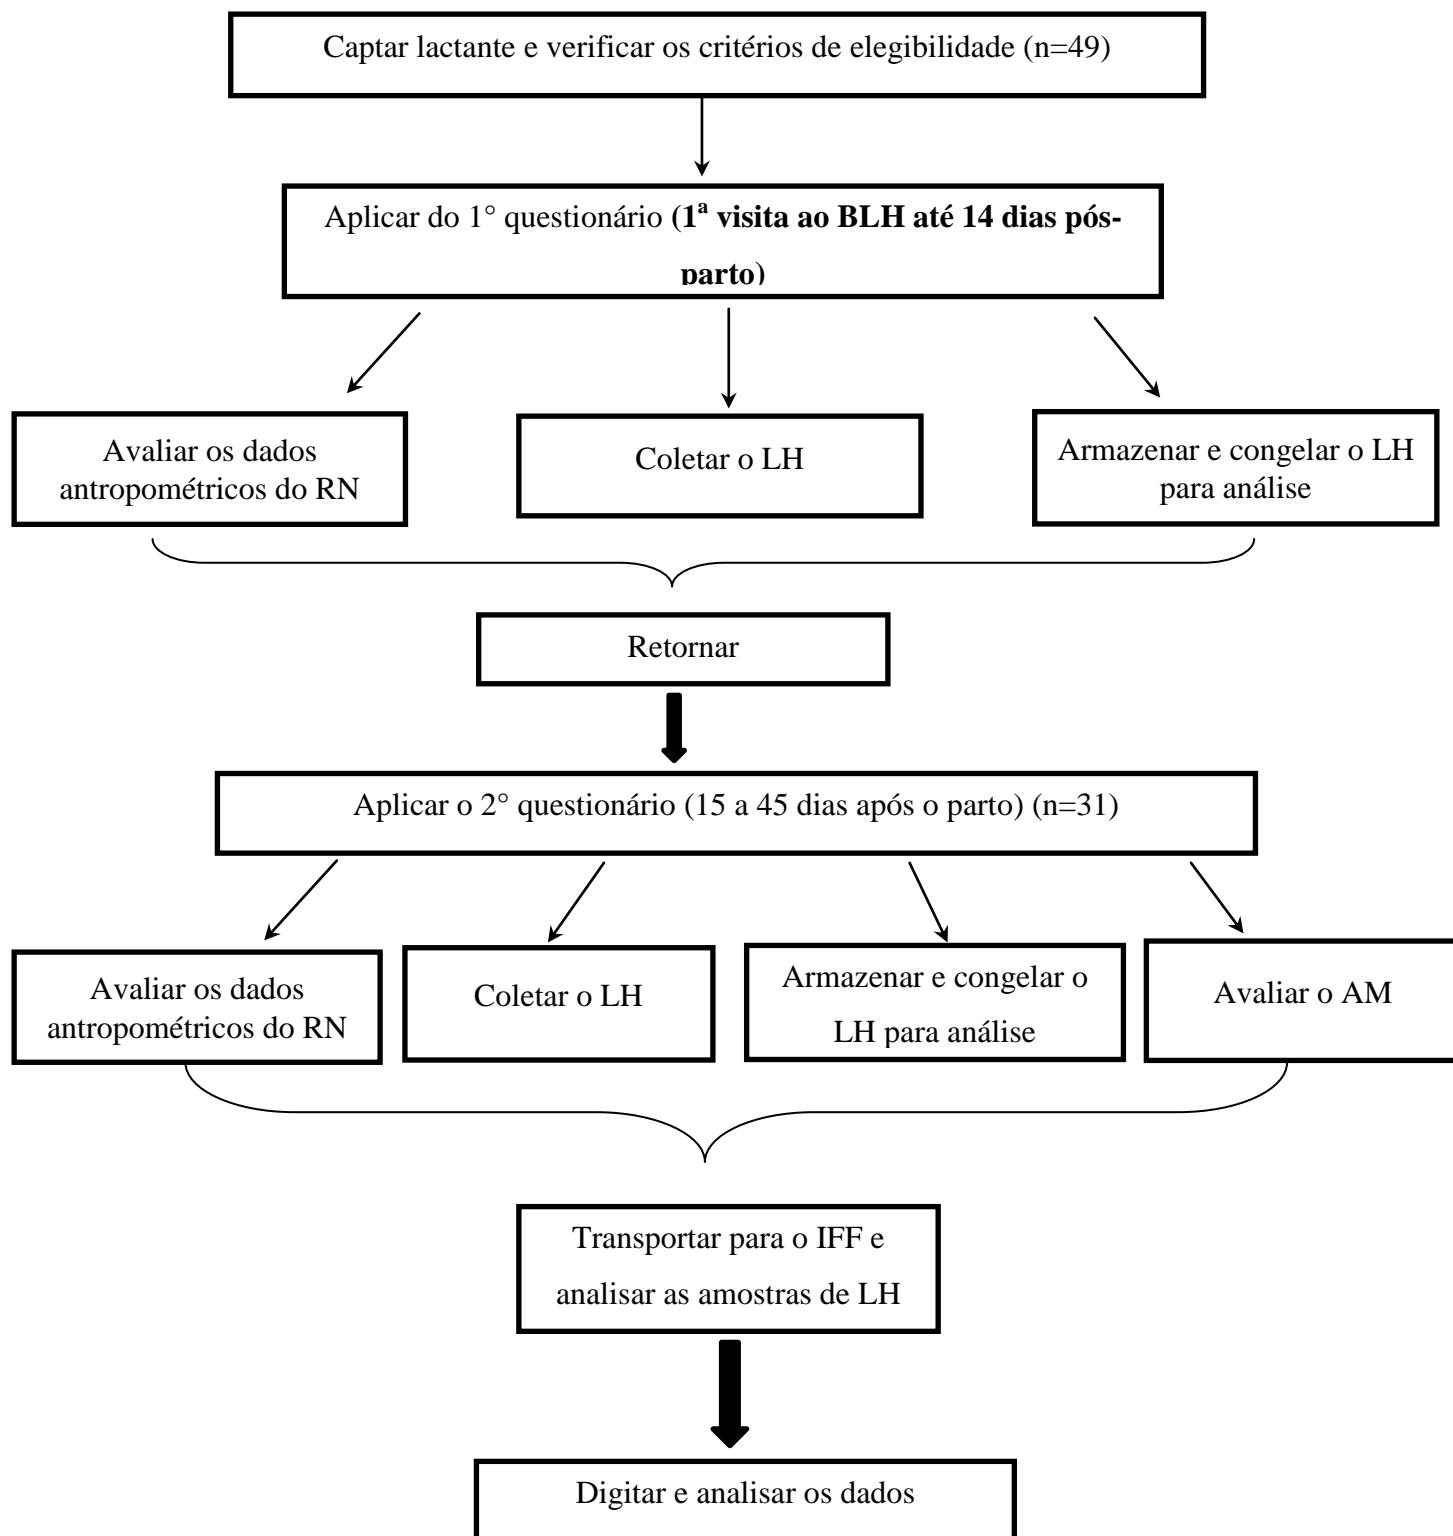 Captar lactante e verificar os critérios de elegibilidade (n=49)
Aplicar do 1° questionário (1ª visita ao BLH até 14 dias pós-
parto)
Avaliar os dados
antropométricos do RN
Coletar o LH
Armazenar e congelar o LH
para análise
Retornar
Aplicar o 2° questionário (15 a 45 dias após o parto) (n=31)
Avaliar os dados
antropométricos do RN
Coletar o LH
Armazenar e congelar o
LH para análise
Avaliar o AM
Transportar para o IFF e
analisar as amostras de LH
Digitar e analisar os dados